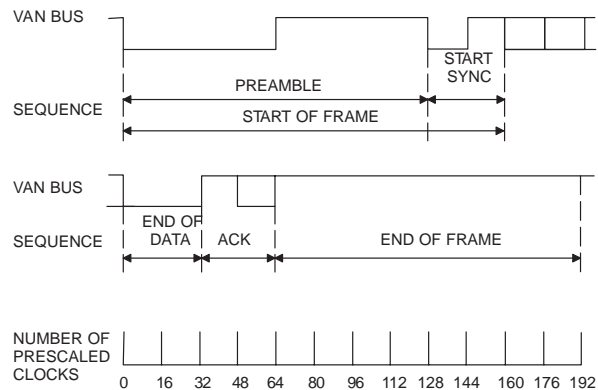 VAN BUS
START
SYNC
PREAMBLE
SEQUENCE
START OF FRAME
VAN BUS
END OF
DATA
ACK
END OF FRAME
SEQUENCE
NUMBER OF
PRESCALED
CLOCKS
0 16 32 48 64 80 96 112 128 144 160 176 192